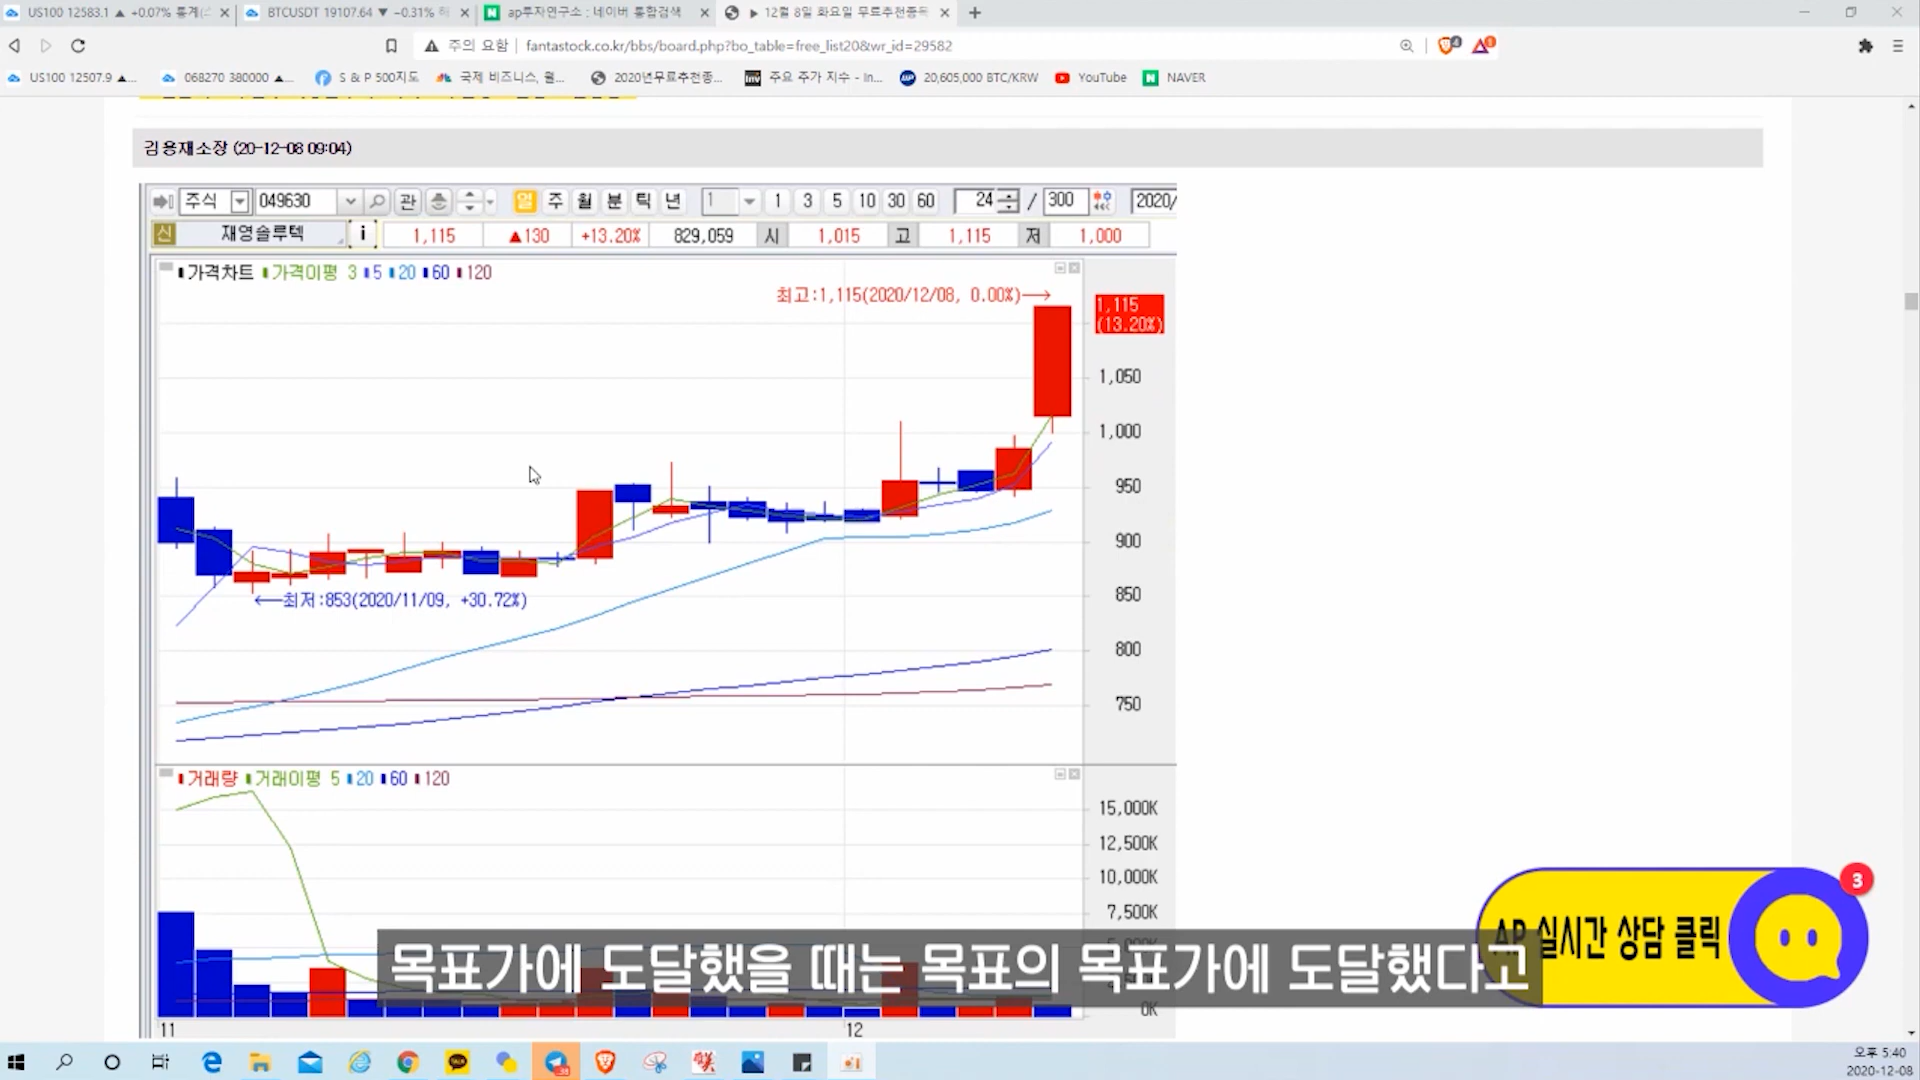 US100 12583.1 ▲ +0.07% 통계(
BTCUSDT 19107.64 ▼ −0.31%
ap투자연구소 : 네이버 통합검색
▶ 12월 8일 화요일 무료추천종목
주의 요함 | fantastock.co.kr/bbs/board.php?bo_table=free_list20&wr_id=29582
US100 12507.9 ▲...
068270 380000 ▲...
S & P 500지도
국제 비즈니스, 월...
2020년무료추천종...
주요 주가 지수 - In...
20,605,000 BTC/KRW
YouTube
NAVER
김용재소장 (20-12-08 09:04)
주식 049630 관 일 주 월 분 틱 년 1 1 3 5 10 30 60 24 / 300 2020/
신 재영솔루텍 i 1,115 ▲130 +13.20% 829,059 시 1,015 고 1,115 저 1,000
가격차트 가격이평 3 5 20 60 120
최고:1,115(2020/12/08, 0.00%)→
1,115
(13.20%)
1,050
1,000
950
900
850
←최저:853(2020/11/09, +30.72%)
800
750
거래량 거래이평 5 20 60 120
15,000K
12,500K
10,000K
7,500K
0K
11
12
목표가에 도달했을 때는 목표의 목표가에 도달했다고
AP 실시간 상담 클릭
3
오후 5:40
2020-12-08